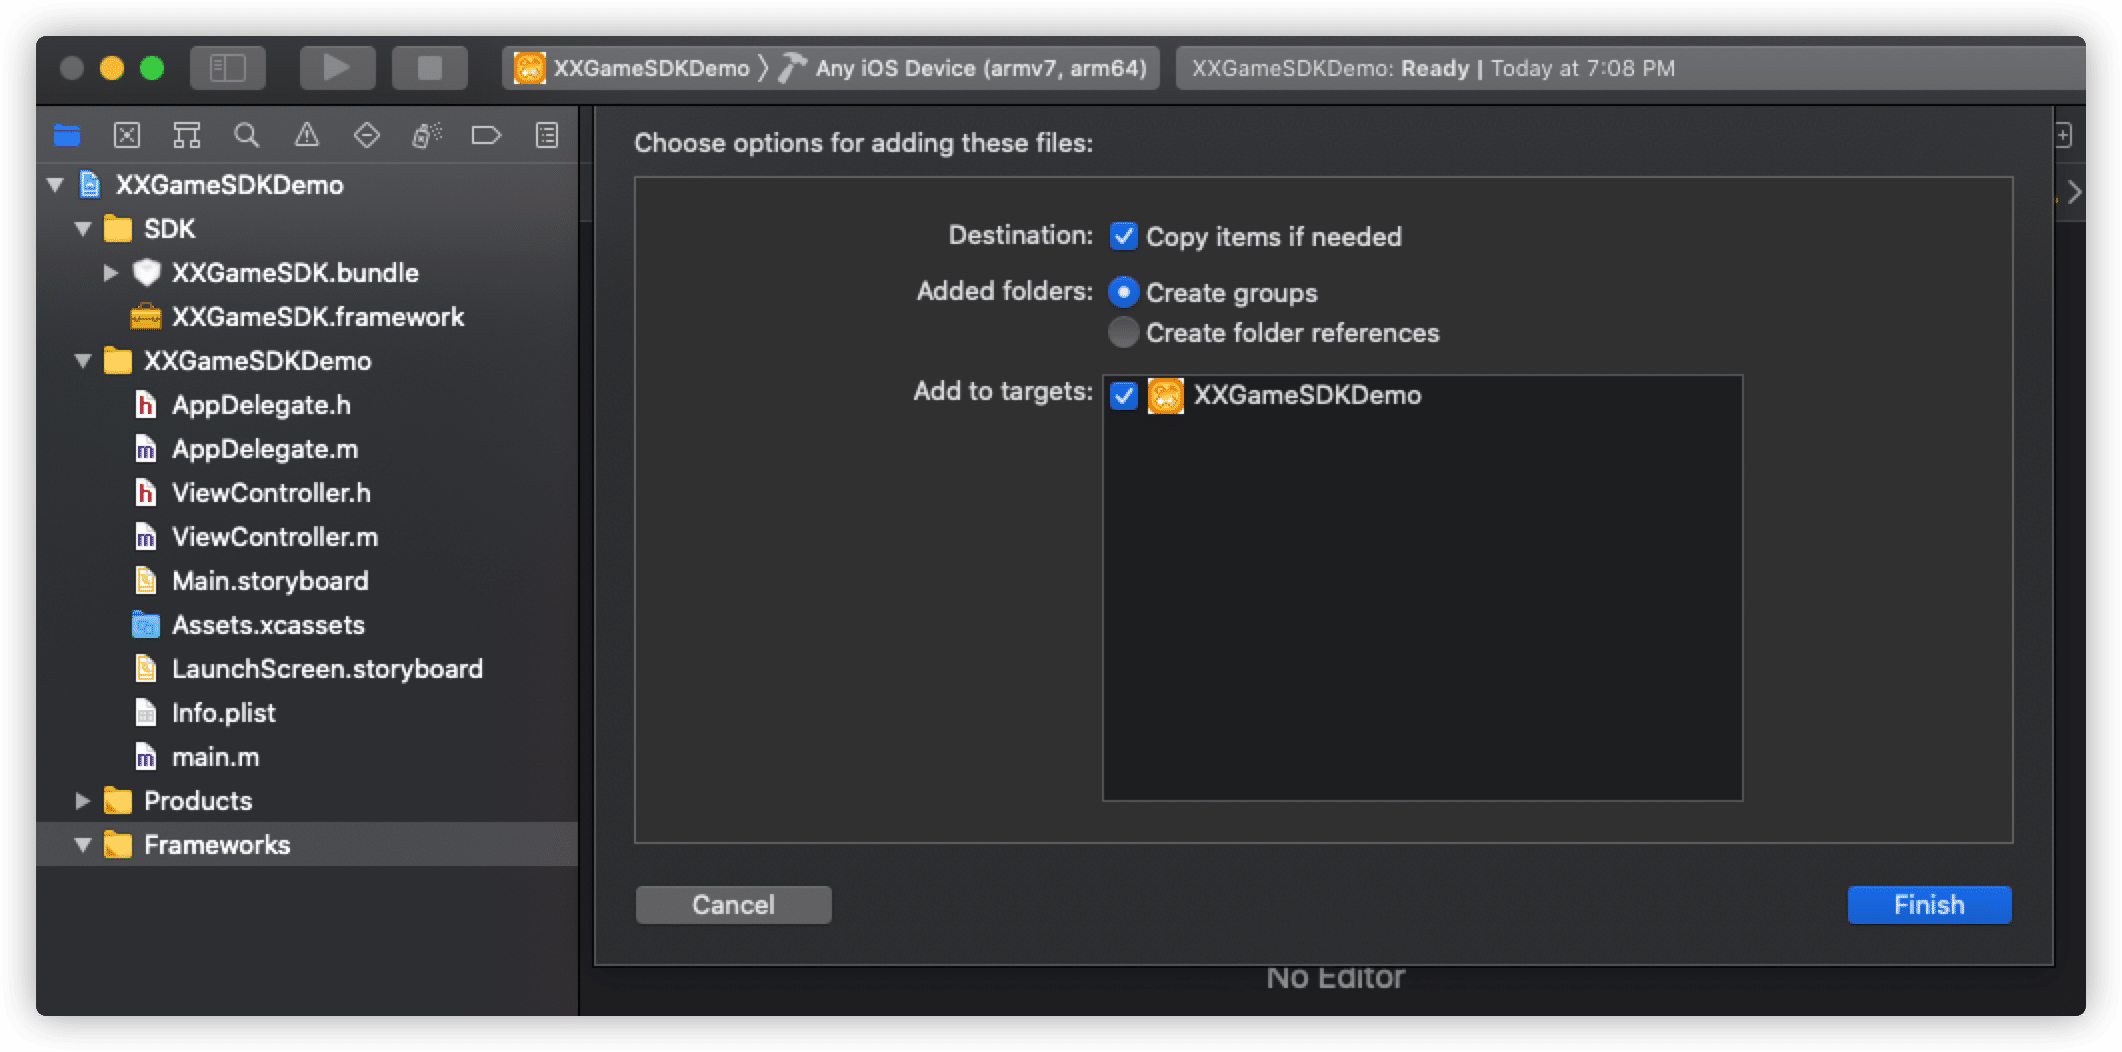 XXGameSDKDemo 〉 Any iOS Device (armv7, arm64)
XXGameSDKDemo: Ready | Today at 7:08 PM
XXGameSDKDemo
SDK
XXGameSDK.bundle
XXGameSDK.framework
XXGameSDKDemo
AppDelegate.h
AppDelegate.m
ViewController.h
ViewController.m
Main.storyboard
Assets.xcassets
LaunchScreen.storyboard
Info.plist
main.m
Products
Frameworks
Choose options for adding these files:
Destination: Copy items if needed
Added folders: Create groups
Create folder references
Add to targets: XXGameSDKDemo
Cancel
Finish
No Editor